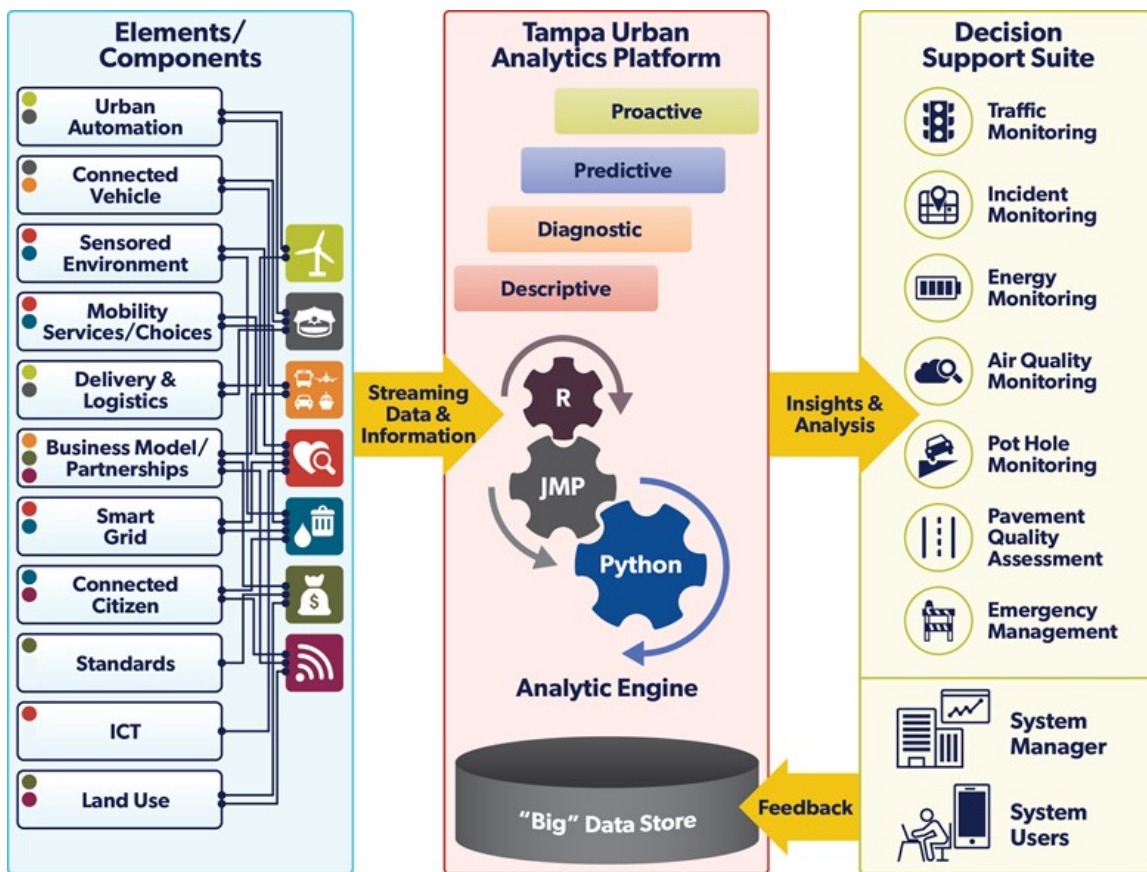 Elements/
Components
Urban
Automation
Connected
Vehicle
Sensored
Environment
Mobility
Services/Choices
Delivery &
Logistics
Business Model/
Partnerships
Smart
Grid
Connected
Citizen
Standards
ICT
Land Use
$
Streaming
Data &
Information
Tampa Urban
Analytics Platform
Proactive
Predictive
Diagnostic
Descriptive
R
JMP
Python
Analytic Engine
“Big” Data Store
Insights &
Analysis
Feedback
Decision
Support Suite
Traffic
Monitoring
Incident
Monitoring
Energy
Monitoring
Air Quality
Monitoring
Pot Hole
Monitoring
Pavement
Quality
Assessment
Emergency
Management
System
Manager
System
Users